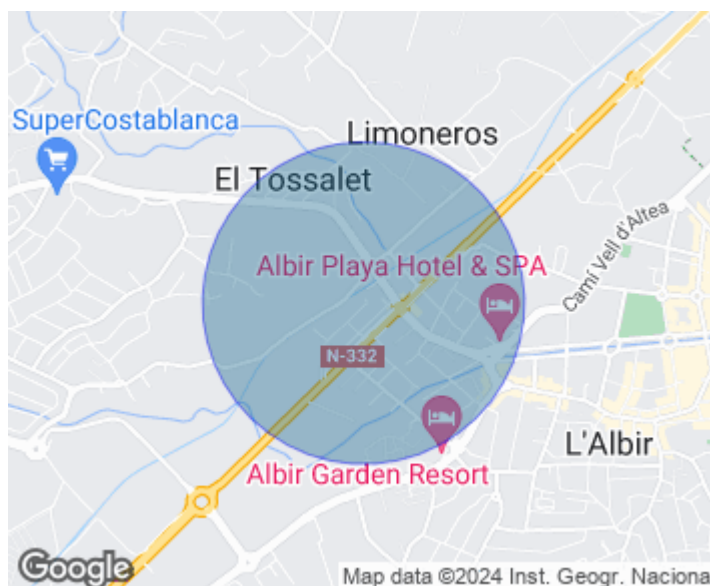 Limoneros
SuperCostablanca
El Tossalet
Albir Playa Hotel & SPA
Camí Vell d'Altea
N-332
L'Albir
Albir Garden Resort
Google
Map data ©2024 Inst. Geogr. Naciona